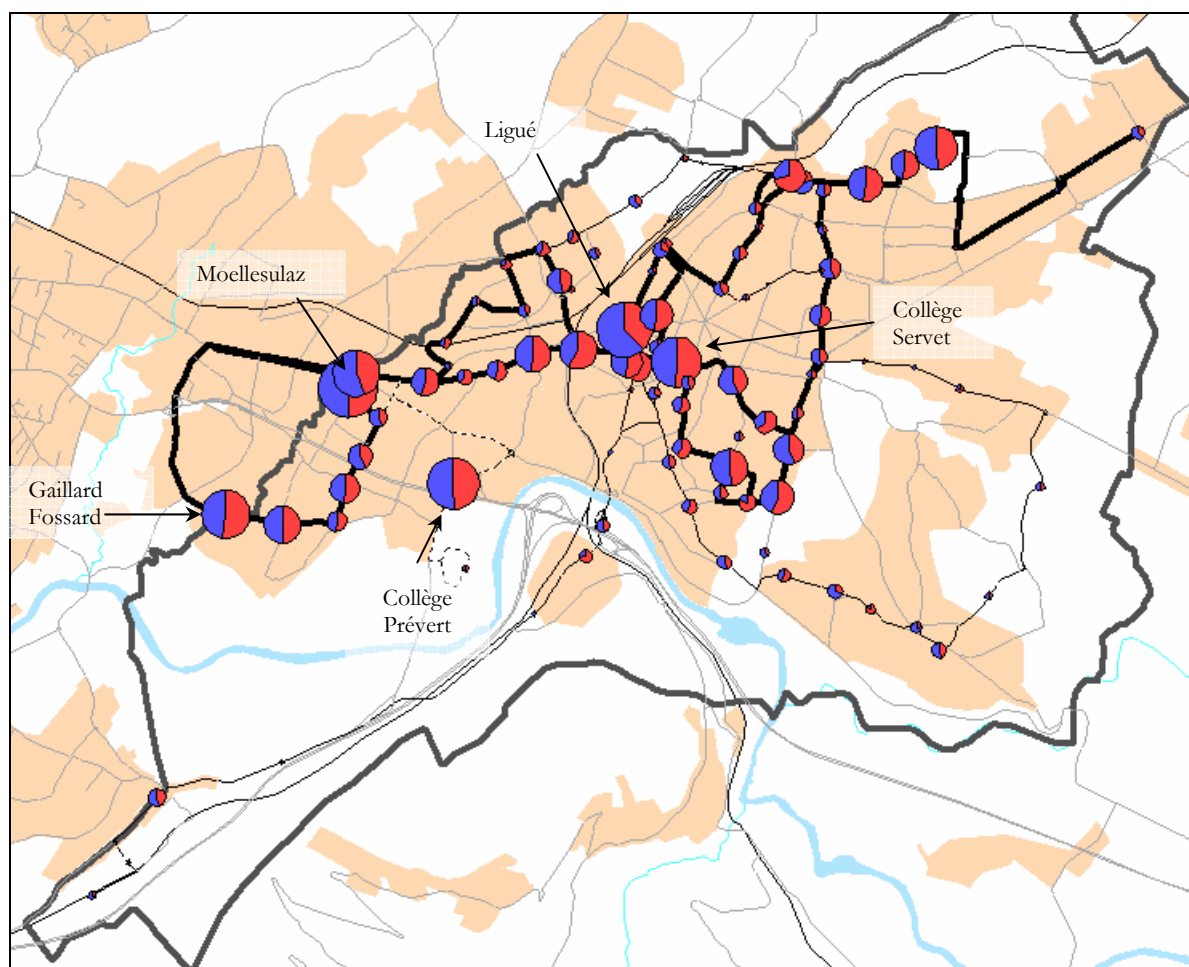 Ligué
Moellesulaz
Collège
Servet
Gaillard
Fossard
Collège
Prévert